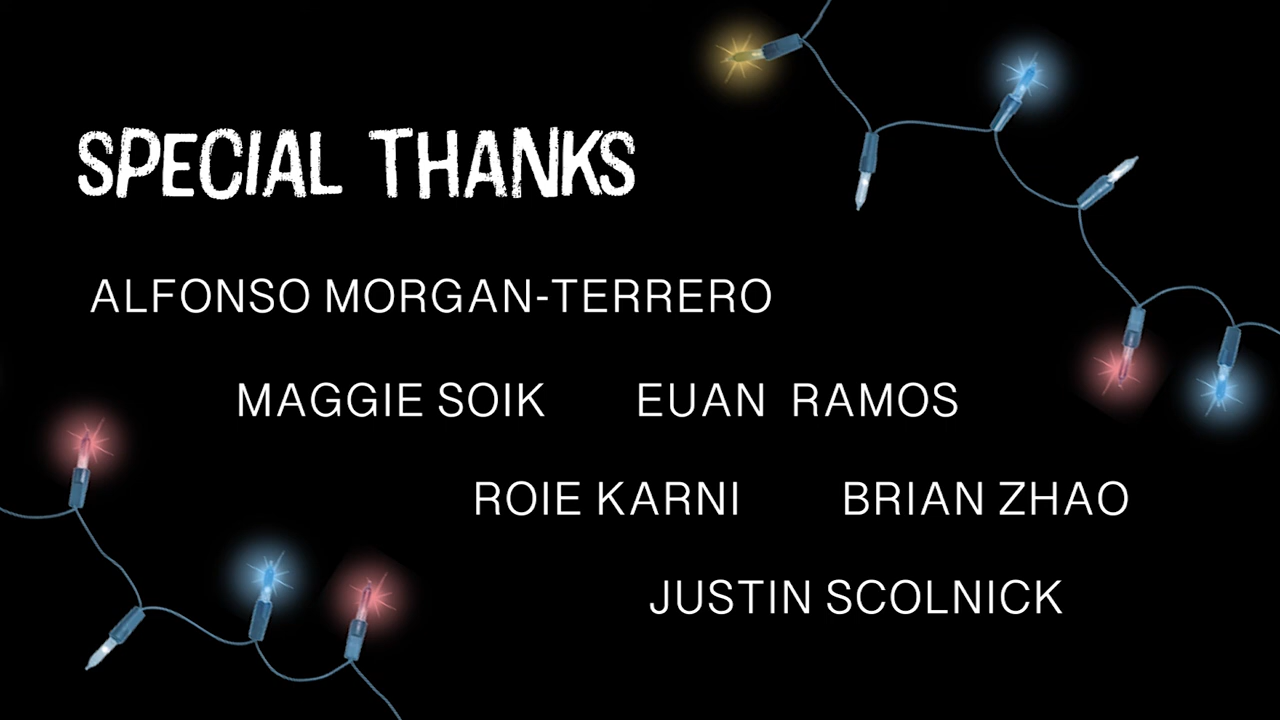 SPECIAL THANKS
ALFONSO MORGAN-TERRERO
MAGGIE SOIK EUAN RAMOS
ROIE KARNI BRIAN ZHAO
JUSTIN SCOLNICK